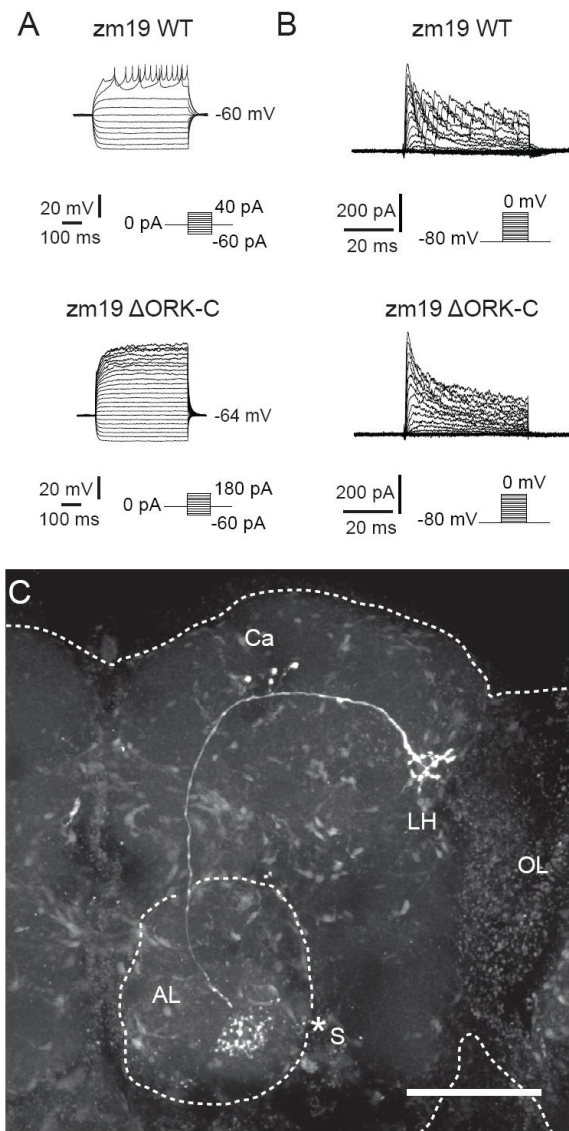 A
zm19 WT
-60 mV
20 mV
100 ms
0 pA
40 pA
-60 pA
zm19 ΔORK-C
-64 mV
20 mV
100 ms
0 pA
180 pA
-60 pA
B
zm19 WT
200 pA
20 ms
0 mV
-80 mV
zm19 ΔORK-C
200 pA
20 ms
0 mV
-80 mV
C
Ca
LH
OL
AL
* S